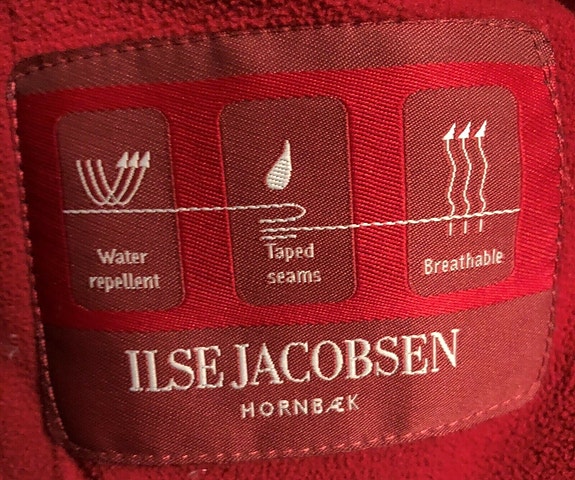 Water
repellent
Taped
seams
Breathable
ILSE JACOBSEN
HORNBÆK